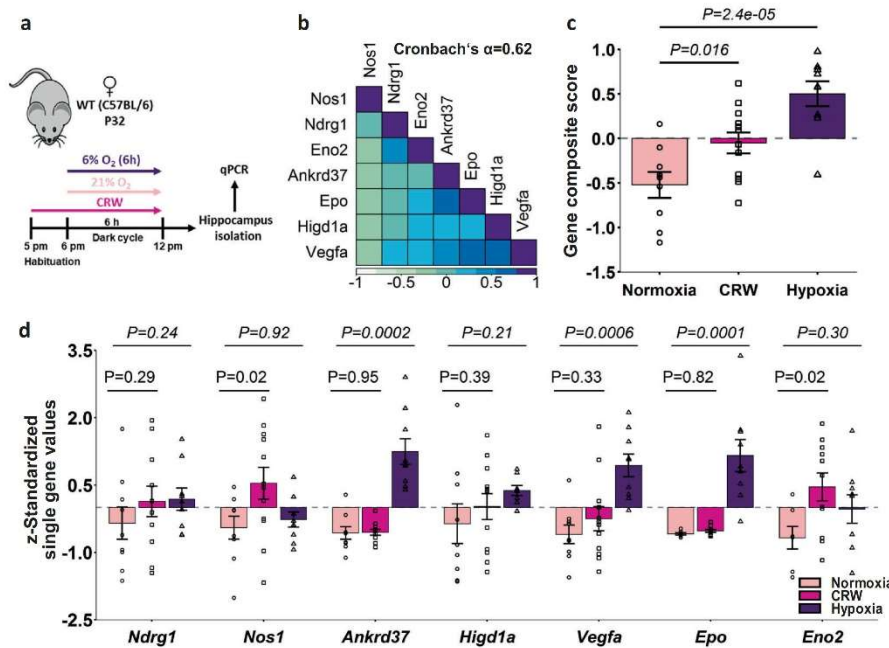 a
♀
WT (C57BL/6)
P32
6% O₂ (6h)
21% O₂
CRW
6 h
Dark cycle
5 pm
6 pm
12 pm
Habituation
qPCR
Hippocampus
isolation
b
Cronbach‘s α=0.62
Nos1
Ndrg1
Eno2
Ankrd37
Epo
Higd1a
Vegfa
Nos1
Ndrg1
Eno2
Ankrd37
Epo
Higd1a
Vegfa
-1 -0.5 0 0.5 1
c
P=2.4e-05
P=0.016
Gene composite score
1.0
0.5
0.0
-0.5
-1.0
-1.5
Normoxia CRW Hypoxia
d
P=0.24 P=0.92 P=0.0002 P=0.21 P=0.0006 P=0.0001 P=0.30
P=0.29 P=0.02 P=0.95 P=0.39 P=0.33 P=0.82 P=0.02
z-Standardized
single gene values
3.5
2.0
0.5
-1.0
-2.5
Normoxia
CRW
Hypoxia
Ndrg1 Nos1 Ankrd37 Higd1a Vegfa Epo Eno2